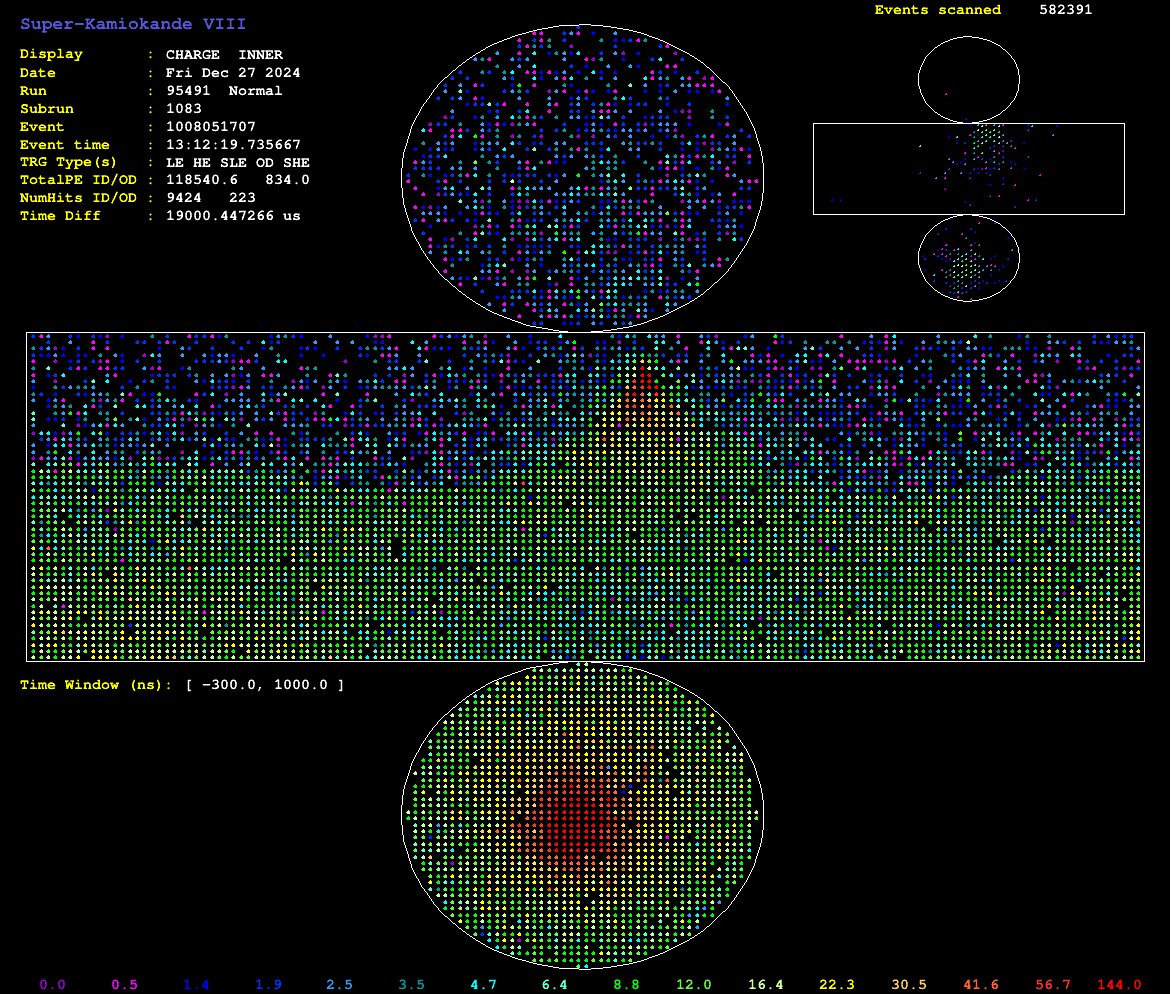 Super-Kamiokande VIII
Events scanned 582391
Display : CHARGE INNER
Date : Fri Dec 27 2024
Run : 95491 Normal
Subrun : 1083
Event : 1008051707
Event time : 13:12:19.735667
TRG Type(s) : LE HE SLE OD SHE
TotalPE ID/OD : 118540.6 834.0
NumHits ID/OD : 9424 223
Time Diff : 19000.447266 us
Time Window (ns): [ −300.0, 1000.0 ]
0.0 0.5 1.4 1.9 2.5 3.5 4.7 6.4 8.8 12.0 16.4 22.3 30.5 41.6 56.7 144.0